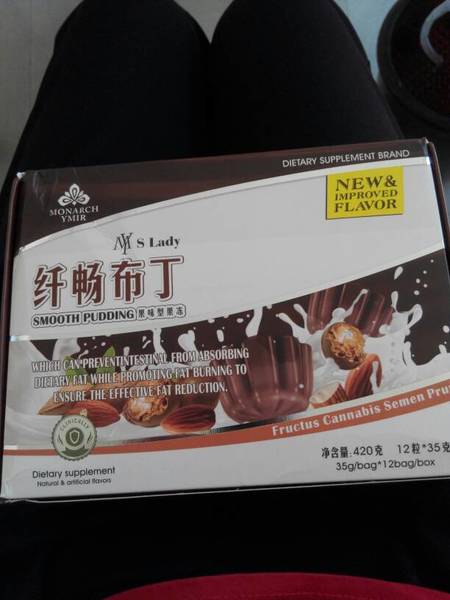 DIETARY SUPPLEMENT BRAND
MONARCH
YMIR
NEW&
IMPROVED
FLAVOR
S Lady
纤畅布丁
SMOOTH PUDDING 果味型果冻
WHICH CAN PREVENT INTESTINAL FROM ABSORBING
DIETARY FAT WHILE PROMOTING FAT BURNING TO
ENSURE THE EFFECTIVE FAT REDUCTION.
CLINICALLY
Fructus Cannabis Semen Pru
净含量:420克 12粒*35克
35g/bag*12bag/box
Dietary supplement
Natural & artificial flavors